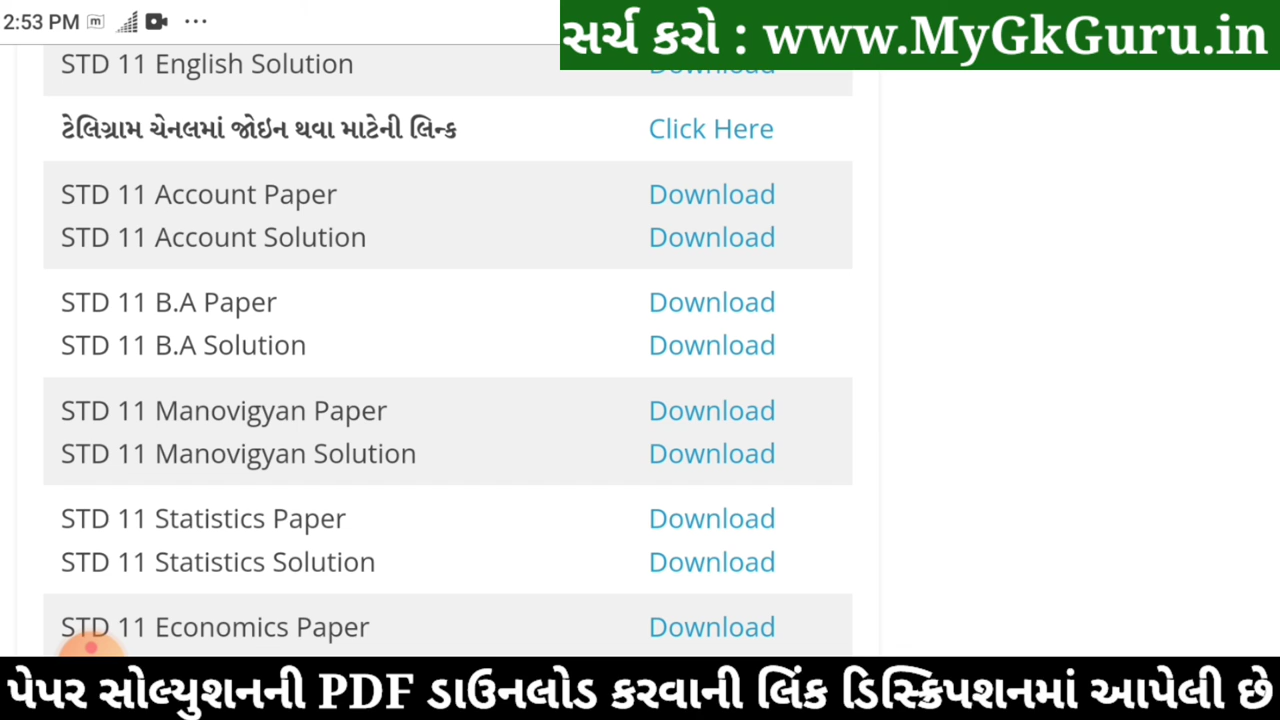 2:53 PM
સર્ચ કરો : www.MyGkGuru.in
STD 11 English Solution Download
ટેલિગ્રામ ચેનલમાં જોઇન થવા માટેની લિન્ક Click Here
STD 11 Account Paper Download
STD 11 Account Solution Download
STD 11 B.A Paper Download
STD 11 B.A Solution Download
STD 11 Manovigyan Paper Download
STD 11 Manovigyan Solution Download
STD 11 Statistics Paper Download
STD 11 Statistics Solution Download
STD 11 Economics Paper Download
પેપર સોલ્યુશનની PDF ડાઉનલોડ કરવાની લિંક ડિસ્ક્રિપશનમાં આપેલી છે